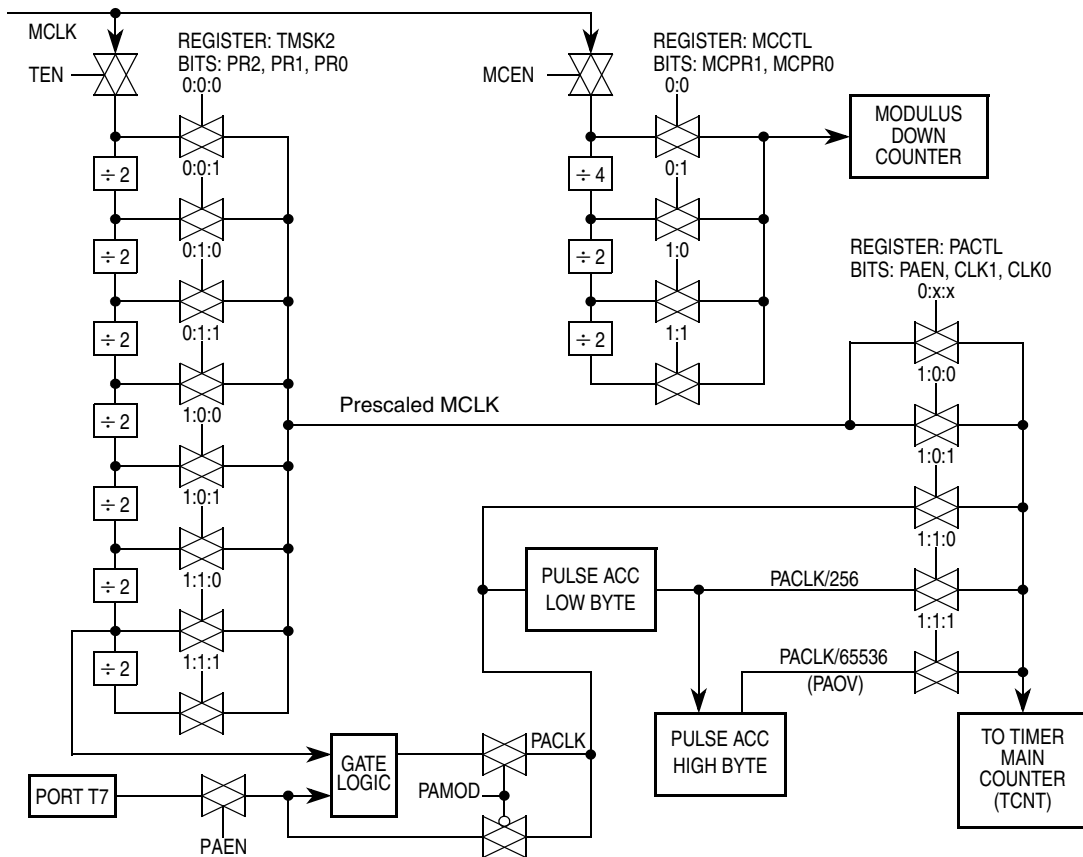 MCLK
TEN
REGISTER: TMSK2
BITS: PR2, PR1, PR0
0:0:0
0:0:1
0:1:0
0:1:1
1:0:0
1:0:1
1:1:0
1:1:1
÷ 2
÷ 2
÷ 2
÷ 2
÷ 2
÷ 2
÷ 2
MCEN
REGISTER: MCCTL
BITS: MCPR1, MCPR0
0:0
0:1
1:0
1:1
÷ 4
÷ 2
÷ 2
MODULUS
DOWN
COUNTER
REGISTER: PACTL
BITS: PAEN, CLK1, CLK0
0:x:x
1:0:0
1:0:1
1:1:0
1:1:1
Prescaled MCLK
PULSE ACC
LOW BYTE
PACLK/256
PACLK/65536
(PAOV)
PULSE ACC
HIGH BYTE
TO TIMER
MAIN
COUNTER
(TCNT)
PORT T7
PAEN
GATE
LOGIC
PACLK
PAMOD